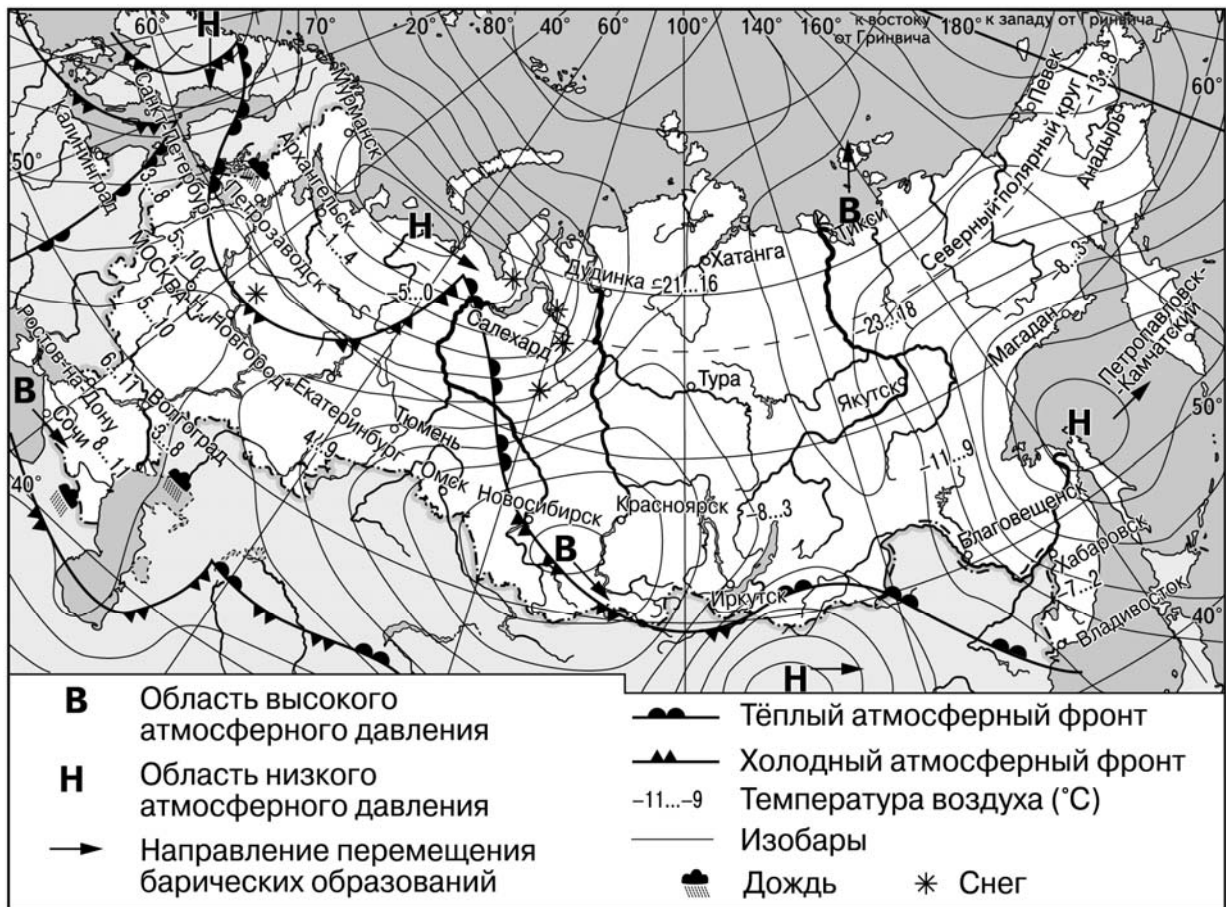 60°
70°
20°
80°
40°
60°
100°
140°
160°
к востоку
от Гринвича
180°
к западу от Гринвича
60°
50°
40°
50°
40°
Н
Мурманск
Санкт-Петербург
Калининград
Архангельск
Петрозаводск
3...8
1...4
5...10
МОСКВА
5...10
Н. Новгород
–5...0
Н
Салехард
Дудинка
–21...–16
Хатанга
В
Тикси
Певек
Северный полярный круг
–13...–8
Анадырь
–8...–3
–23...–18
Магадан
Петропавловск-
Камчатский
Н
Тура
Якутск
Ростов-на-Дону
6...11
Волгоград
В
Сочи
8...11
3...8
Екатеринбург
4...9
Тюмень
Омск
Новосибирск
Красноярск
В
Иркутск
–8...–3
–11...–9
Благовещенск
Хабаровск
–7...–2
Владивосток
Н
В Область высокого
атмосферного давления
Н Область низкого
атмосферного давления
Направление перемещения
барических образований
Тёплый атмосферный фронт
Холодный атмосферный фронт
–11...–9 Температура воздуха (°С)
Изобары
Дождь
Снег